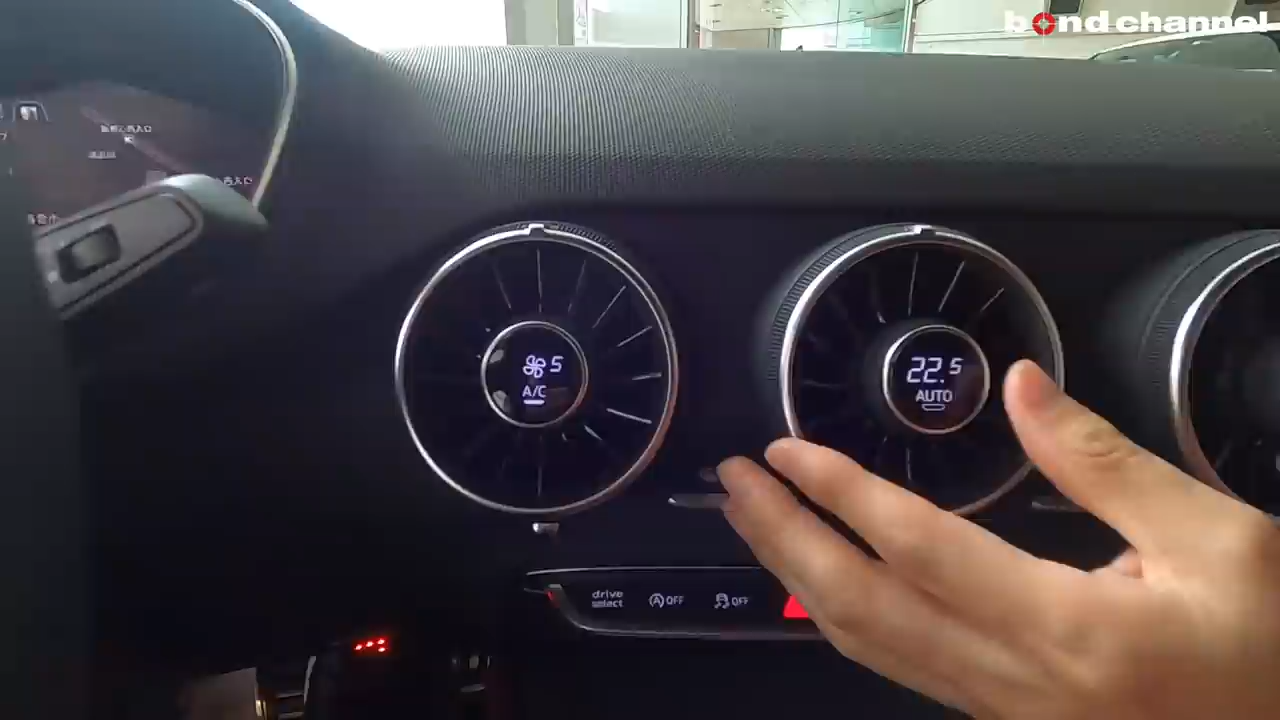 bond channel
5
A/C
22.5
AUTO
drive
select
A OFF
OFF